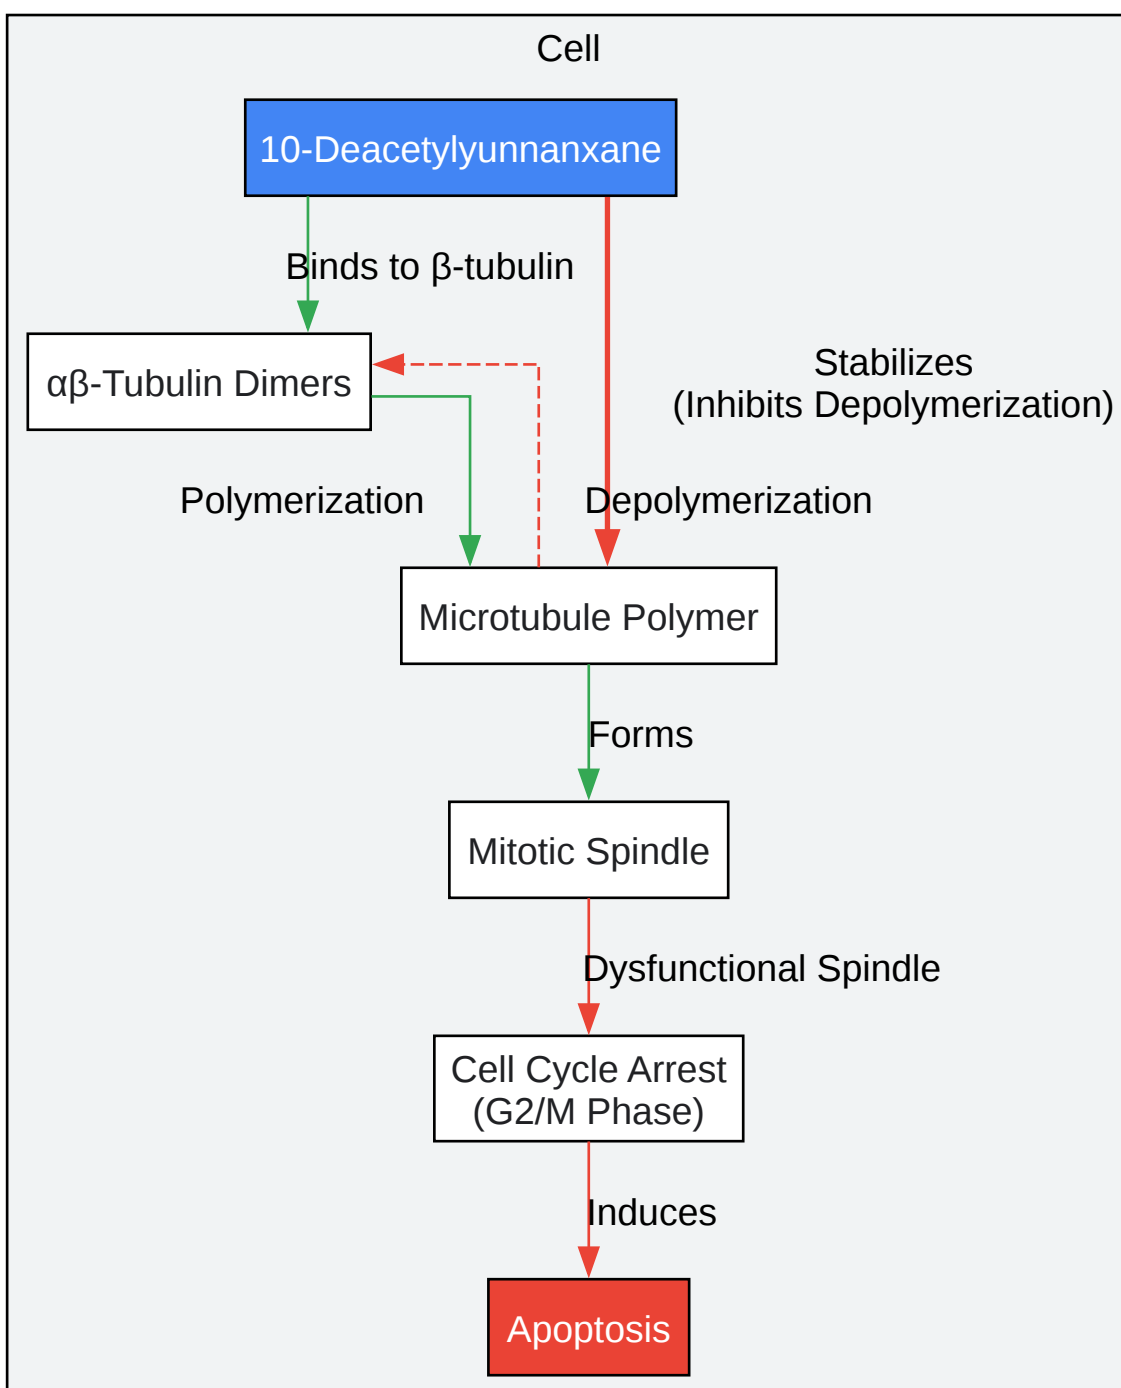 Cell
10-Deacetylyunnanxane
Binds to β-tubulin
αβ-Tubulin Dimers
Stabilizes
(Inhibits Depolymerization)
Polymerization
Depolymerization
Microtubule Polymer
Forms
Mitotic Spindle
Dysfunctional Spindle
Cell Cycle Arrest
(G2/M Phase)
Induces
Apoptosis